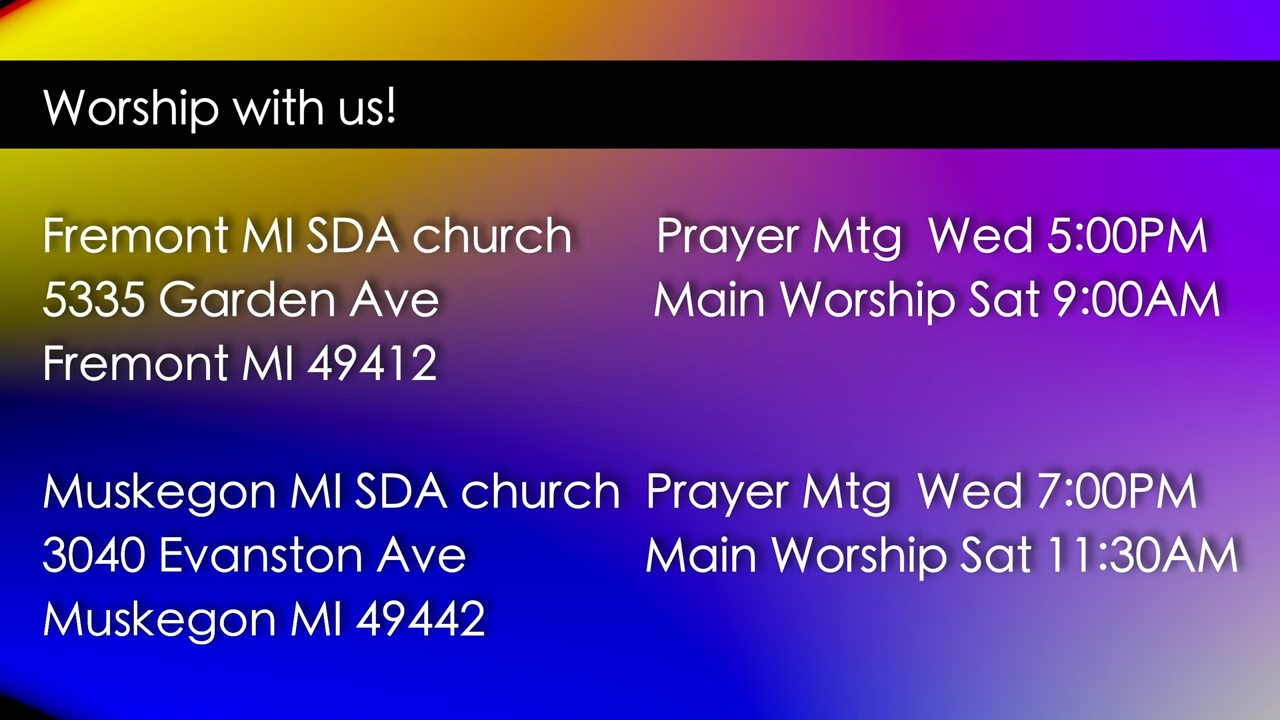 Worship with us!
Fremont MI SDA church Prayer Mtg Wed 5:00PM
5335 Garden Ave Main Worship Sat 9:00AM
Fremont MI 49412
Muskegon MI SDA church Prayer Mtg Wed 7:00PM
3040 Evanston Ave Main Worship Sat 11:30AM
Muskegon MI 49442